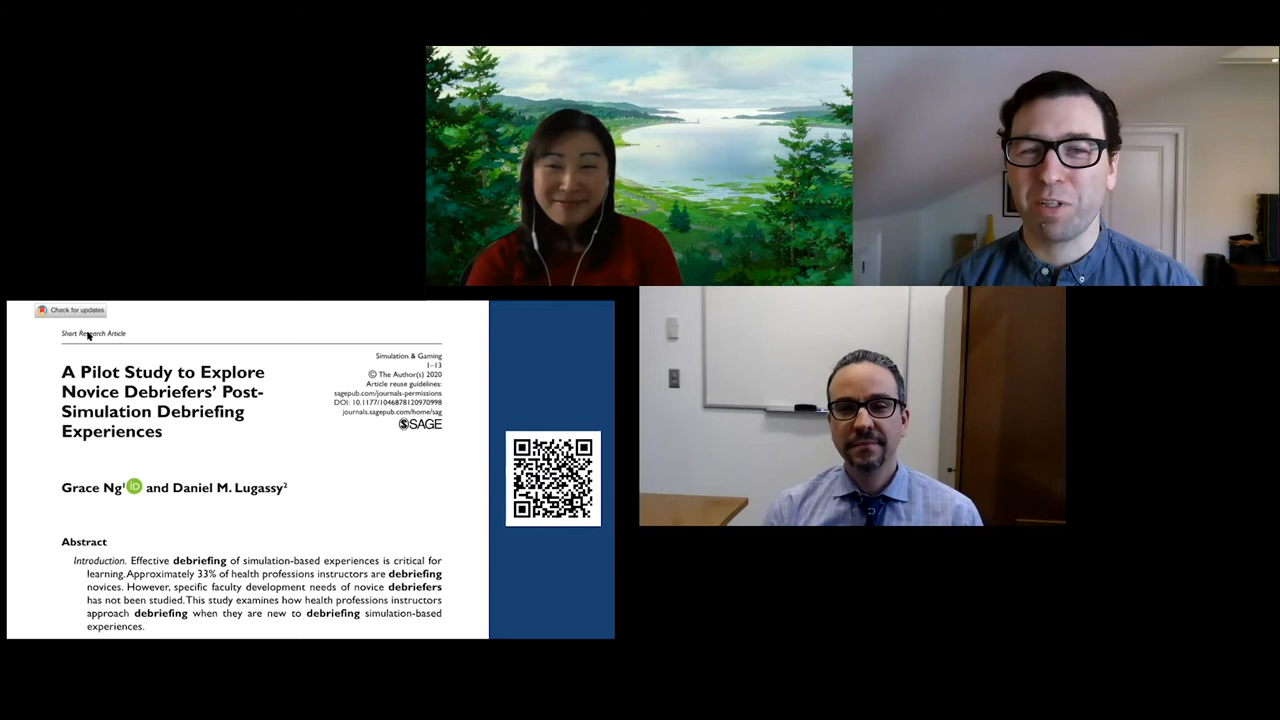 Check for updates
Short Research Article
Simulation & Gaming
1–13
© The Author(s) 2020
Article reuse guidelines:
sagepub.com/journals-permissions
DOI: 10.1177/1046878120970998
journals.sagepub.com/home/sag
SAGE
A Pilot Study to Explore
Novice Debriefers' Post-
Simulation Debriefing
Experiences
Grace Ng1 iD and Daniel M. Lugassy2
Abstract
Introduction. Effective debriefing of simulation-based experiences is critical for
learning. Approximately 33% of health professions instructors are debriefing
novices. However, specific faculty development needs of novice debriefers
has not been studied. This study examines how health professions instructors
approach debriefing when they are new to debriefing simulation-based
experiences.